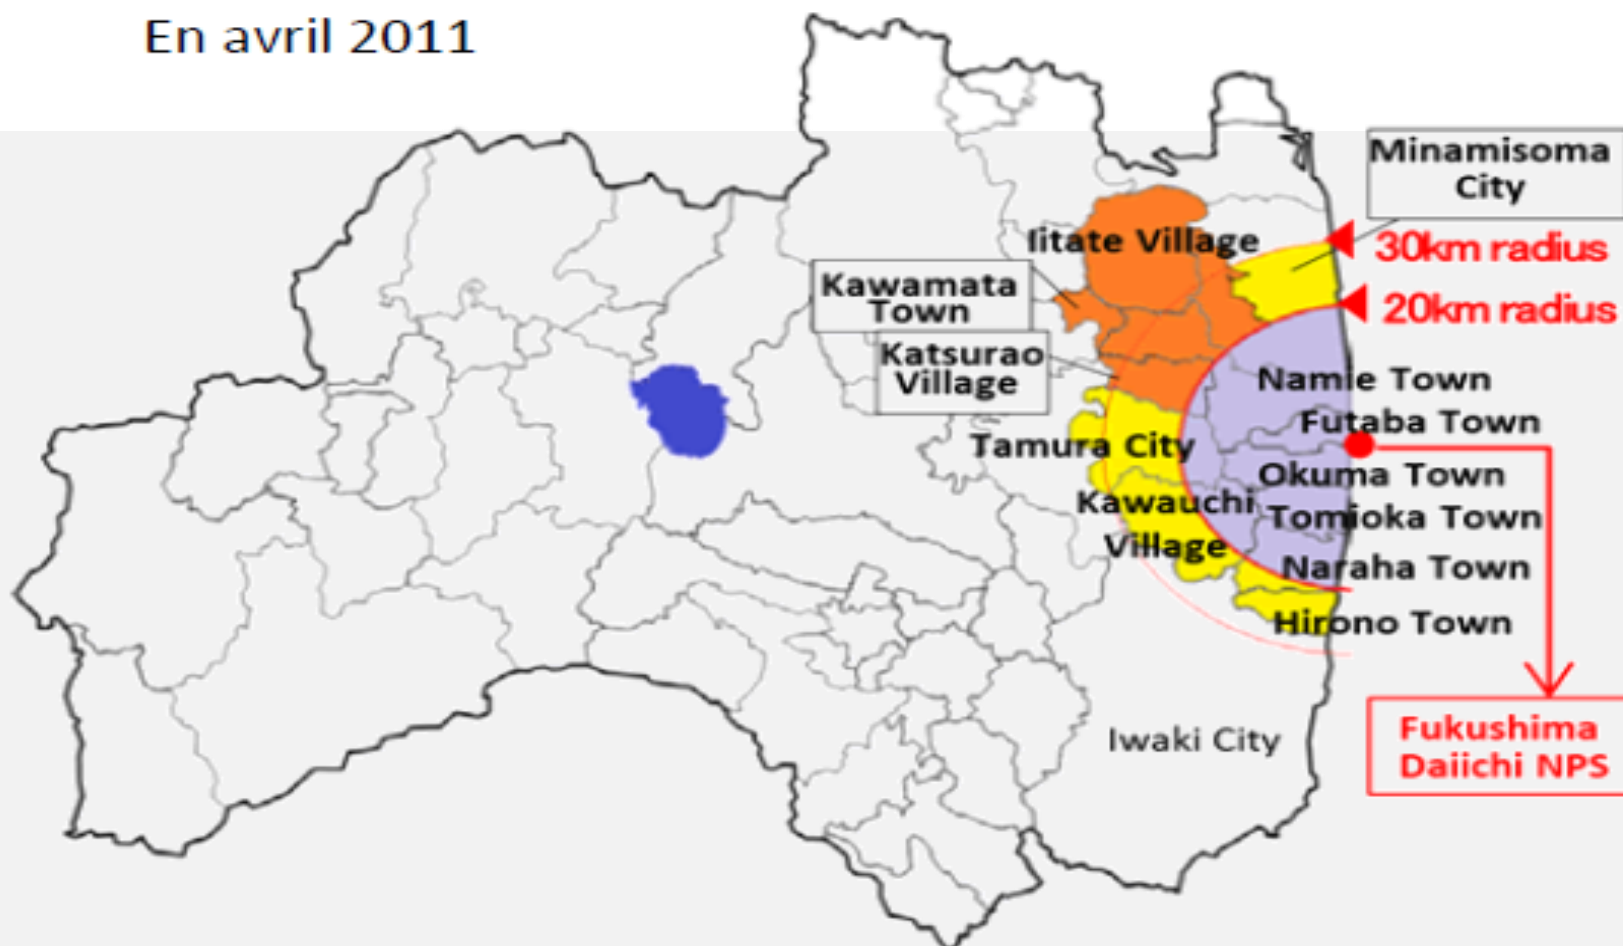 En avril 2011
Minamisoma
City
Iitate Village
30km radius
Kawamata
Town
20km radius
Katsurao
Village
Namie Town
Futaba Town
Tamura City
Okuma Town
Kawauchi
Village
Tomioka Town
Naraha Town
Hirono Town
Fukushima
Daiichi NPS
Iwaki City